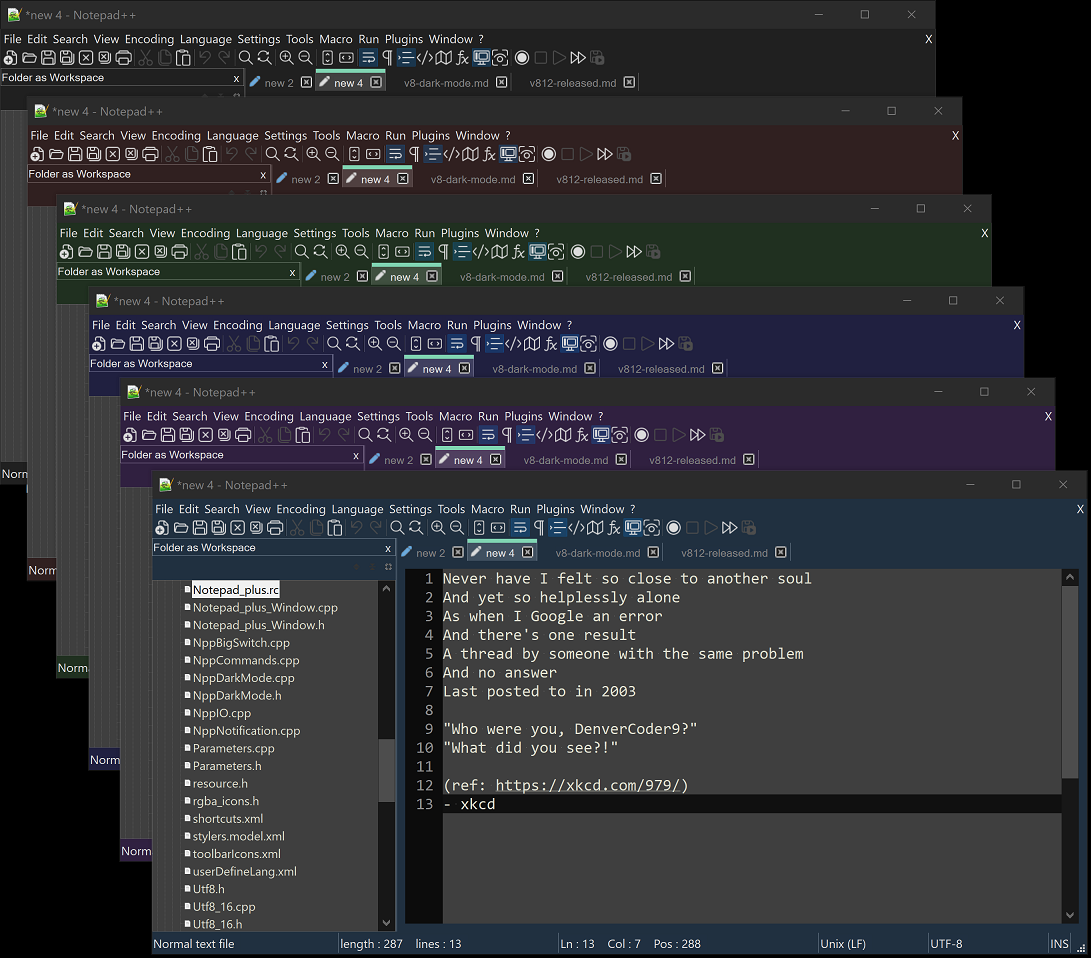 *new 4 - Notepad++
File Edit Search View Encoding Language Settings Tools Macro Run Plugins Window ? X
Folder as Workspace x new 2 new 4 v8-dark-mode.md v812-released.md
*new 4 - Notepad++
File Edit Search View Encoding Language Settings Tools Macro Run Plugins Window ? X
Folder as Workspace x new 2 new 4 v8-dark-mode.md v812-released.md
*new 4 - Notepad++
File Edit Search View Encoding Language Settings Tools Macro Run Plugins Window ? X
Folder as Workspace x new 2 new 4 v8-dark-mode.md v812-released.md
*new 4 - Notepad++
File Edit Search View Encoding Language Settings Tools Macro Run Plugins Window ? X
Folder as Workspace x new 2 new 4 v8-dark-mode.md v812-released.md
*new 4 - Notepad++
File Edit Search View Encoding Language Settings Tools Macro Run Plugins Window ? X
Folder as Workspace x new 2 new 4 v8-dark-mode.md v812-released.md
Norm
Norm
Norm
Norm
Norm
*new 4 - Notepad++
File Edit Search View Encoding Language Settings Tools Macro Run Plugins Window ? X
Folder as Workspace x new 2 new 4 v8-dark-mode.md v812-released.md
Notepad_plus.rc
Notepad_plus_Window.cpp
Notepad_plus_Window.h
NppBigSwitch.cpp
NppCommands.cpp
NppDarkMode.cpp
NppDarkMode.h
NppIO.cpp
NppNotification.cpp
Parameters.cpp
Parameters.h
resource.h
rgba_icons.h
shortcuts.xml
stylers.model.xml
toolbarIcons.xml
userDefineLang.xml
Utf8.h
Utf8_16.cpp
Utf8_16.h
1 Never have I felt so close to another soul
2 And yet so helplessly alone
3 As when I Google an error
4 And there's one result
5 A thread by someone with the same problem
6 And no answer
7 Last posted to in 2003
8
9 "Who were you, DenverCoder9?"
10 "What did you see?!"
11
12 (ref: https://xkcd.com/979/)
13 - xkcd
Normal text file length : 287 lines : 13 Ln : 13 Col : 7 Pos : 288 Unix (LF) UTF-8 INS